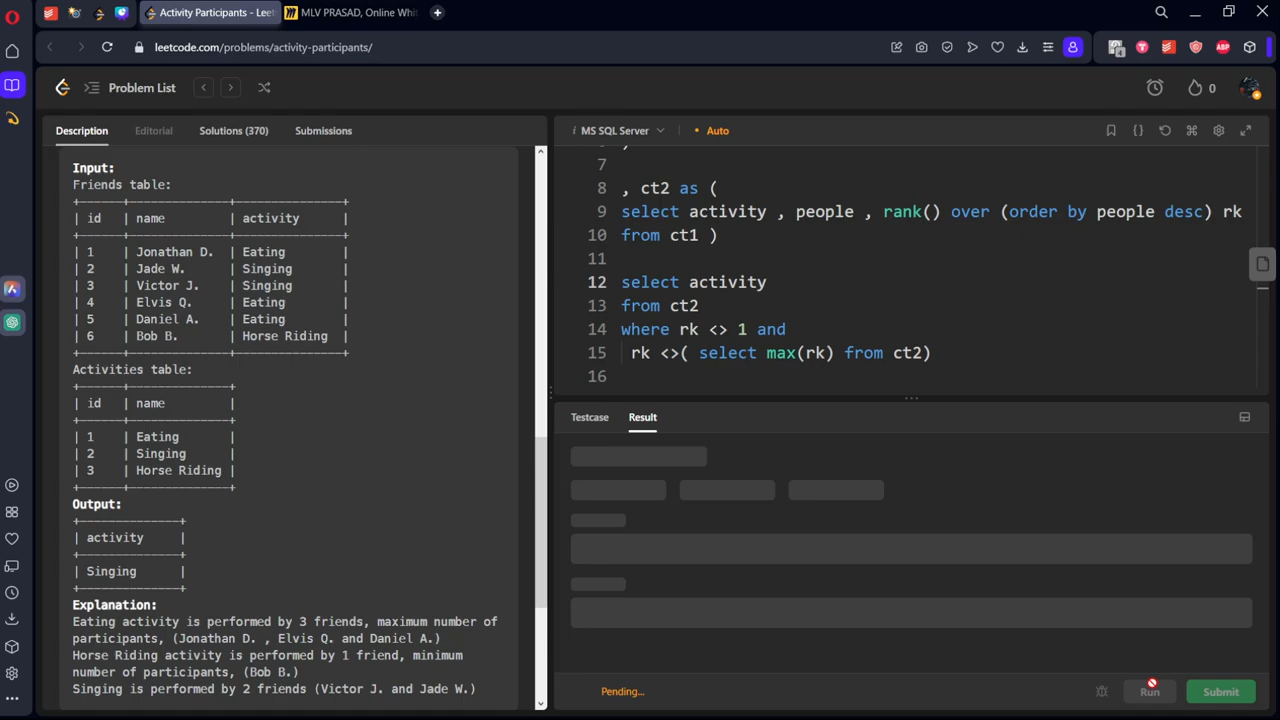 Activity Participants - Leet
MLV PRASAD, Online Whit
leetcode.com/problems/activity-participants/
4
ABP
Problem List
0
Description
Editorial
Solutions (370)
Submissions
Input:
Friends table:
+------+--------------+---------------+
| id | name | activity |
+------+--------------+---------------+
| 1 | Jonathan D. | Eating |
| 2 | Jade W. | Singing |
| 3 | Victor J. | Singing |
| 4 | Elvis Q. | Eating |
| 5 | Daniel A. | Eating |
| 6 | Bob B. | Horse Riding |
+------+--------------+---------------+
Activities table:
+------+--------------+
| id | name |
+------+--------------+
| 1 | Eating |
| 2 | Singing |
| 3 | Horse Riding |
+------+--------------+
Output:
+--------------+
| activity |
+--------------+
| Singing |
+--------------+
Explanation:
Eating activity is performed by 3 friends, maximum number of
participants, (Jonathan D. , Elvis Q. and Daniel A.)
Horse Riding activity is performed by 1 friend, minimum
number of participants, (Bob B.)
Singing is performed by 2 friends (Victor J. and Jade W.)
i MS SQL Server
• Auto
7
8 , ct2 as (
9 select activity , people , rank() over (order by people desc) rk
10 from ct1 )
11
12 select activity
13 from ct2
14 where rk <> 1 and
15 rk <>( select max(rk) from ct2)
16
Testcase
Result
Pending...
Run
Submit